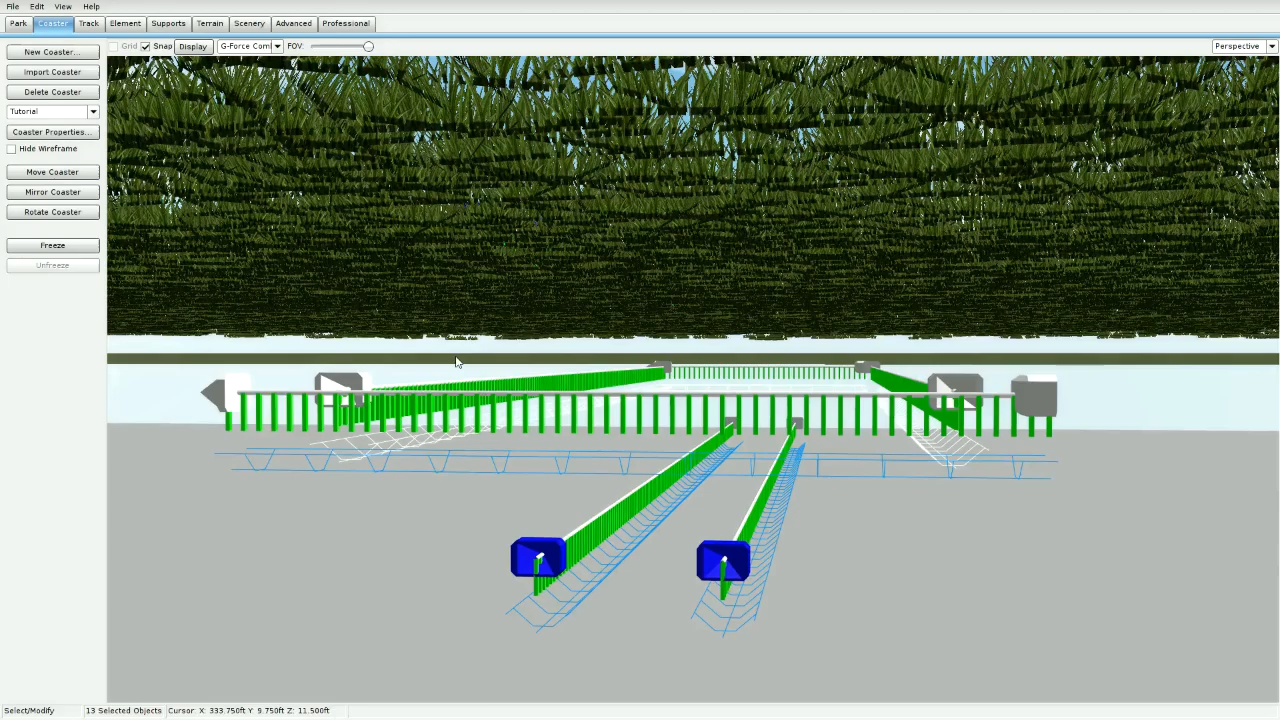 File Edit View Help
Park Coaster Track Element Supports Terrain Scenery Advanced Professional
New Coaster... Grid Snap Display G-Force Com FOV: Perspective
Import Coaster
Delete Coaster
Tutorial
Coaster Properties...
Hide Wireframe
Move Coaster
Mirror Coaster
Rotate Coaster
Freeze
Unfreeze
Select/Modify 13 Selected Objects Cursor: X: 333.750ft Y: 9.750ft Z: 11.500ft